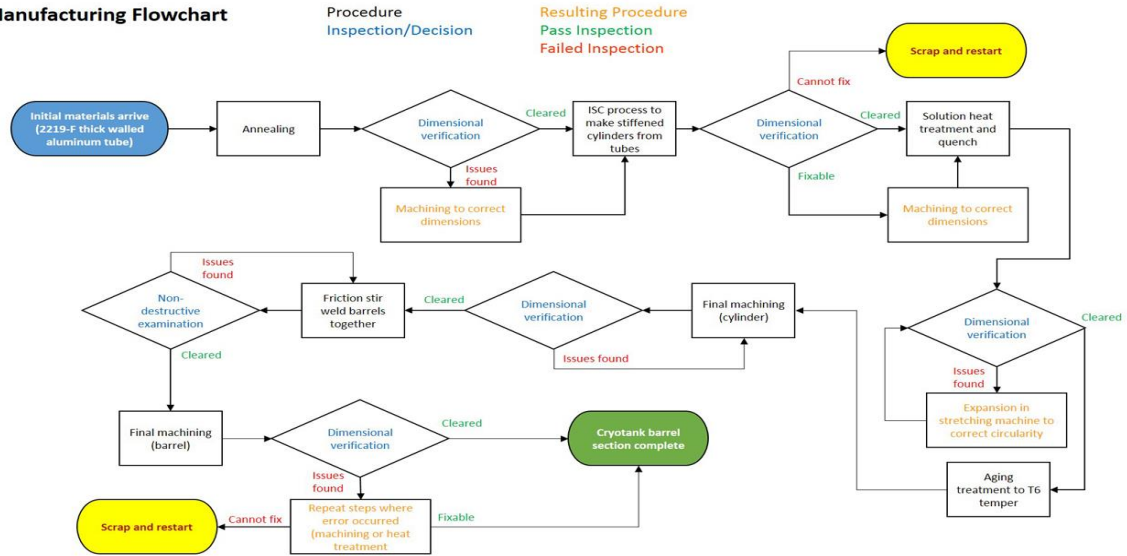 Manufacturing Flowchart
Procedure
Inspection/Decision
Resulting Procedure
Pass Inspection
Failed Inspection
Scrap and restart
Cannot fix
Initial materials arrive
(2219-F thick walled
aluminum tube)
Annealing
Dimensional
verification
Cleared
ISC process to
make stiffened
cylinders from
tubes
Dimensional
verification
Cleared
Solution heat
treatment and
quench
Issues
found
Fixable
Machining to correct
dimensions
Machining to correct
dimensions
Issues
found
Non-
destructive
examination
Friction stir
weld barrels
together
Cleared
Dimensional
verification
Final machining
(cylinder)
Dimensional
verification
Cleared
Cleared
Issues found
Issues
found
Expansion in
stretching machine to
correct circularity
Final machining
(barrel)
Dimensional
verification
Cleared
Cryotank barrel
section complete
Aging
treatment to T6
temper
Issues
found
Scrap and restart
Cannot fix
Repeat steps where
error occurred
(machining or heat
treatment
Fixable